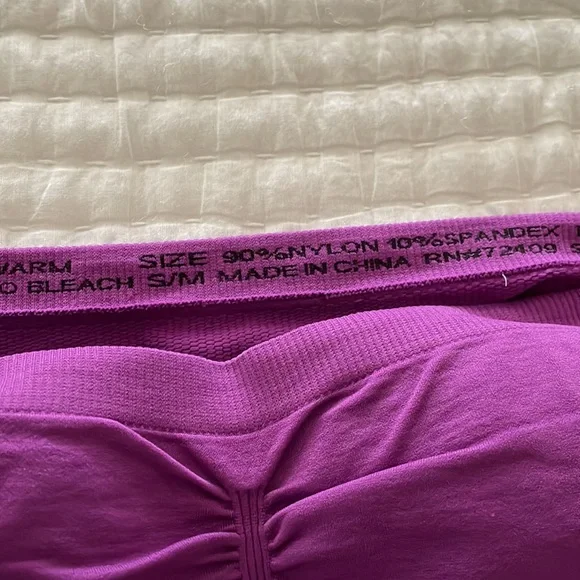 WARM SIZE 90%NYLON 10%SPANDEX
O BLEACH S/M MADE IN CHINA RN#72409